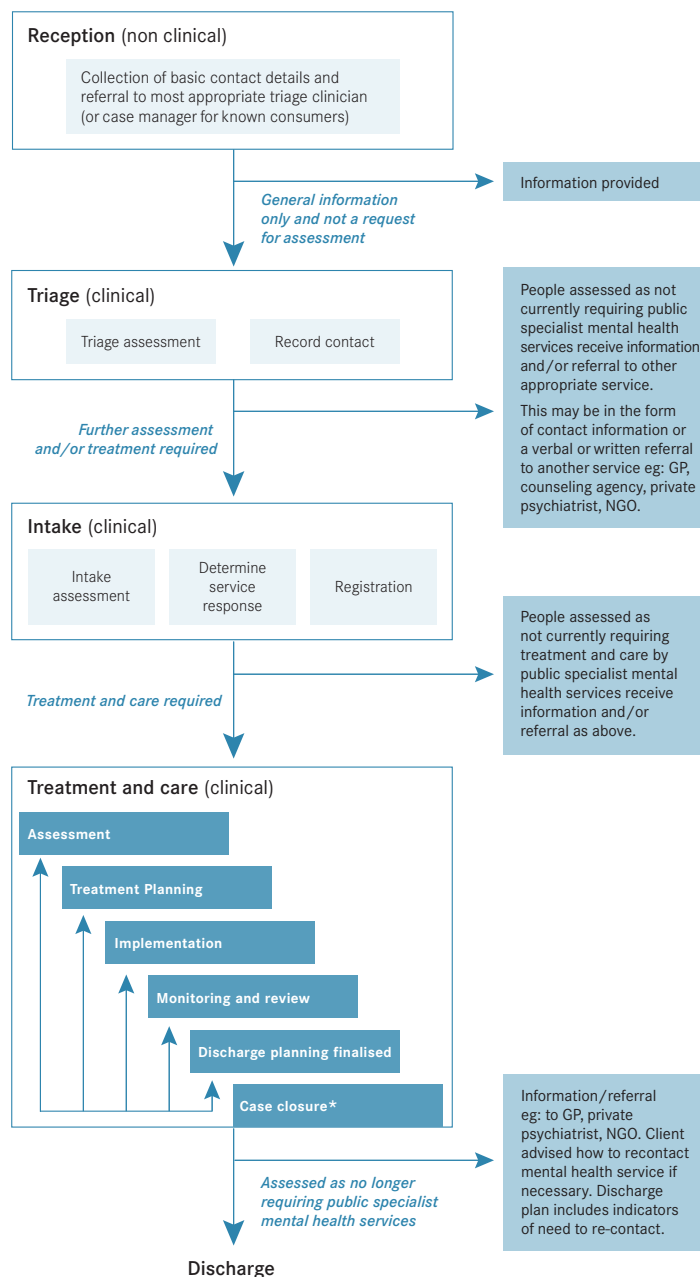 Reception (non clinical)
Collection of basic contact details and
referral to most appropriate triage clinician
(or case manager for known consumers)
Information provided
General information
only and not a request
for assessment
Triage (clinical)
Triage assessment
Record contact
People assessed as not
currently requiring public
specialist mental health
services receive information
and/or referral to other
appropriate service.
This may be in the form
of contact information or
a verbal or written referral
to another service eg: GP,
counseling agency, private
psychiatrist, NGO.
Further assessment
and/or treatment required
Intake (clinical)
Intake
assessment
Determine
service
response
Registration
People assessed as
not currently requiring
treatment and care by
public specialist mental
health services receive
information and/or
referral as above.
Treatment and care required
Treatment and care (clinical)
Assessment
Treatment Planning
Implementation
Monitoring and review
Discharge planning finalised
Case closure*
Information/referral
eg: to GP, private
psychiatrist, NGO. Client
advised how to recontact
mental health service if
necessary. Discharge
plan includes indicators
of need to re-contact.
Assessed as no longer
requiring public specialist
mental health services
Discharge